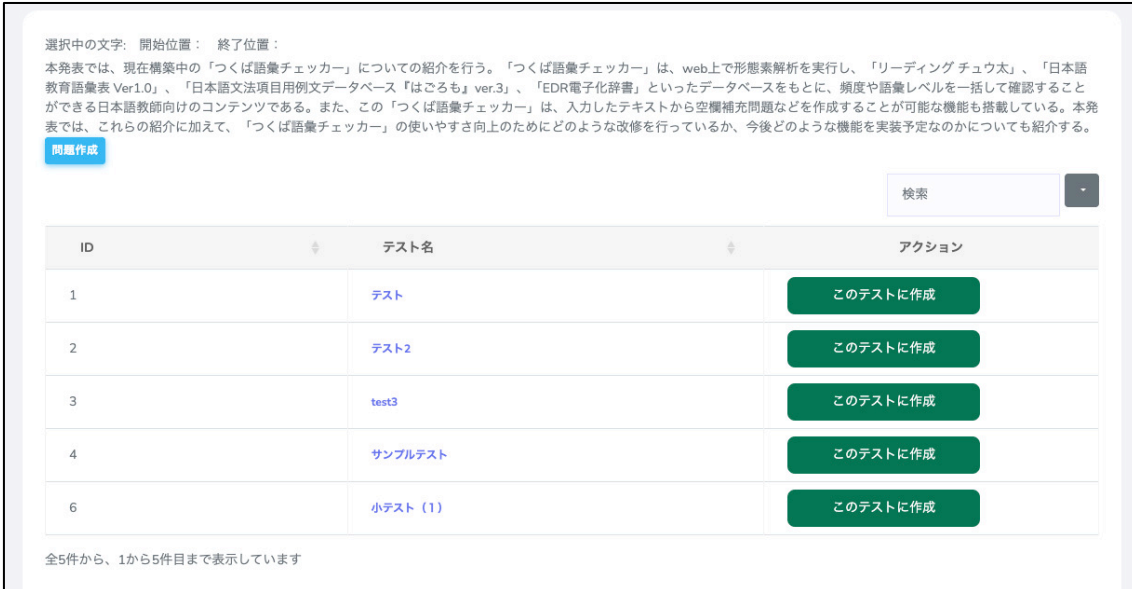 選択中の文字: 開始位置： 終了位置：
本発表では、現在構築中の「つくば語彙チェッカー」についての紹介を行う。「つくば語彙チェッカー」は、web上で形態素解析を実行し、「リーディング チュウ太」、「日本語
教育語彙表 Ver1.0」、「日本語文法項目用例文データベース『はごろも』ver.3」、「EDR電子化辞書」といったデータベースをもとに、頻度や語彙レベルを一括して確認すること
ができる日本語教師向けのコンテンツである。また、この「つくば語彙チェッカー」は、入力したテキストから空欄補充問題などを作成することが可能な機能も搭載している。本発
表では、これらの紹介に加えて、「つくば語彙チェッカー」の使いやすさ向上のためにどのような改修を行っているか、今後どのような機能を実装予定なのかについても紹介する。
問題作成
検索
ID テスト名 アクション
1 テスト このテストに作成
2 テスト2 このテストに作成
3 test3 このテストに作成
4 サンプルテスト このテストに作成
6 小テスト（1） このテストに作成
全5件から、1から5件目まで表示しています